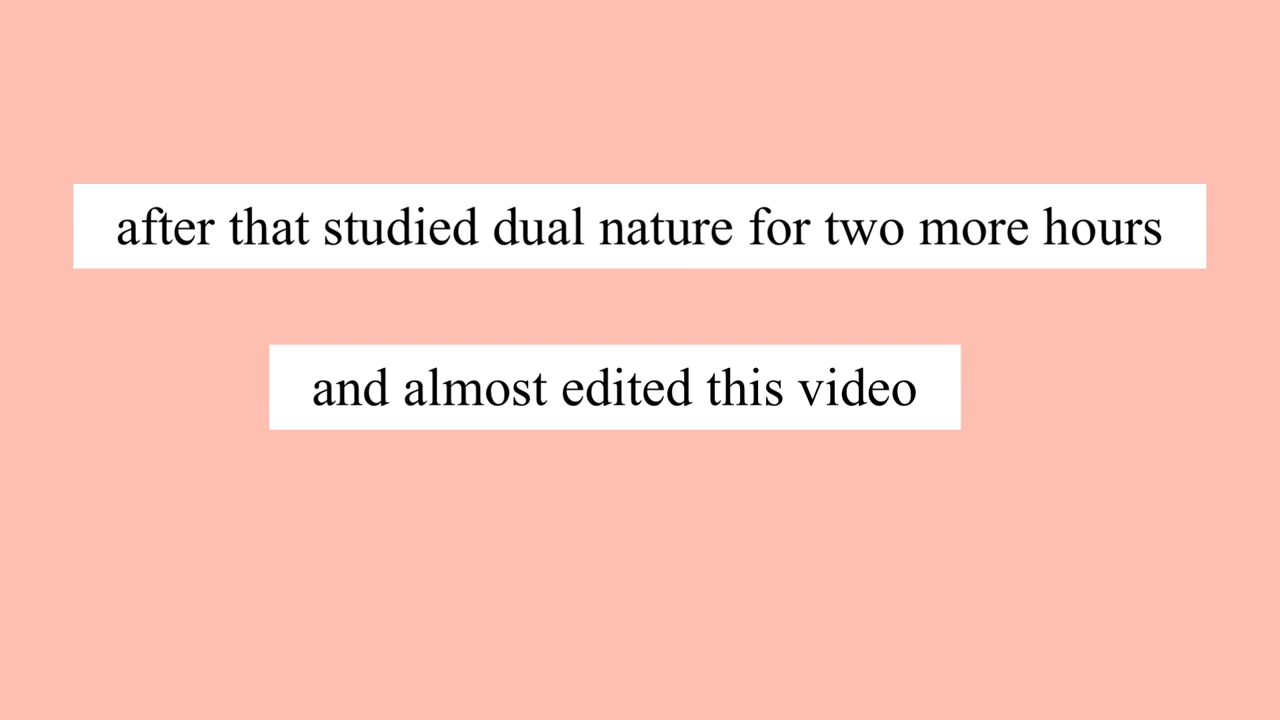 after that studied dual nature for two more hours
and almost edited this video